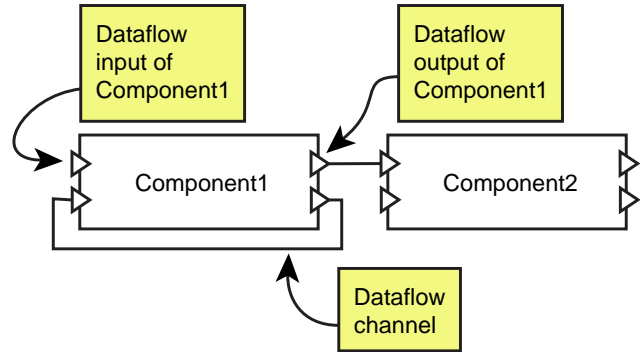 Dataflow
input of
Component1
Dataflow
output of
Component1
Component1
Component2
Dataflow
channel